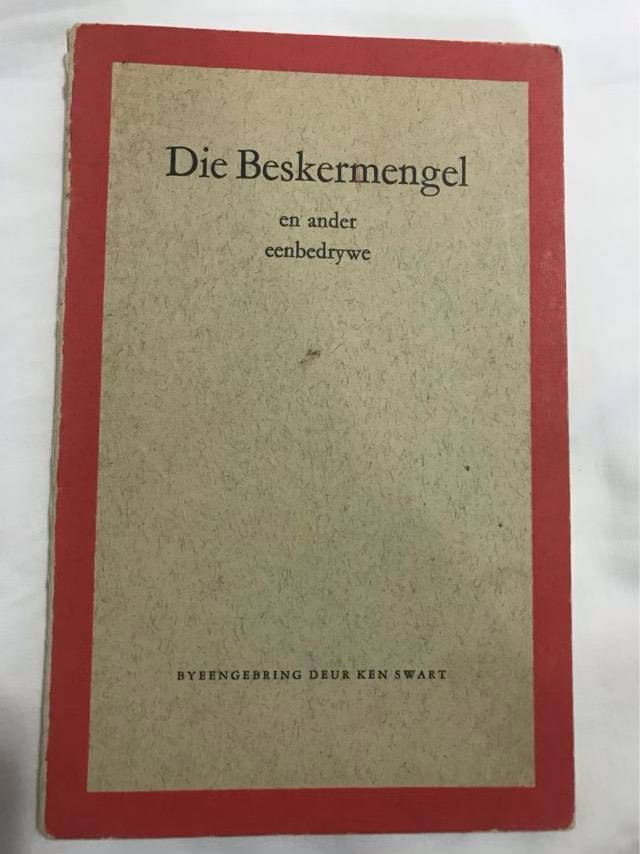 Die Beskermengel
en ander
eenbedrywe
BYEENGEBRING DEUR KEN SWART